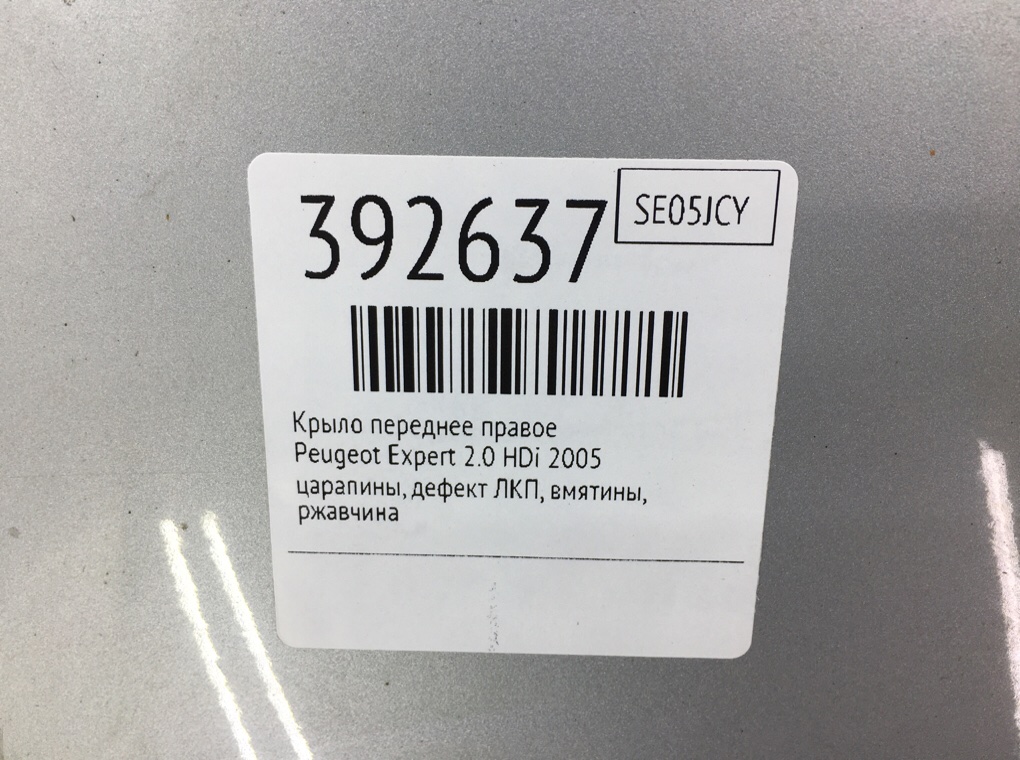 392637
SE05JCY
Крыло переднее правое
Peugeot Expert 2.0 HDi 2005
царапины, дефект ЛКП, вмятины,
ржавчина